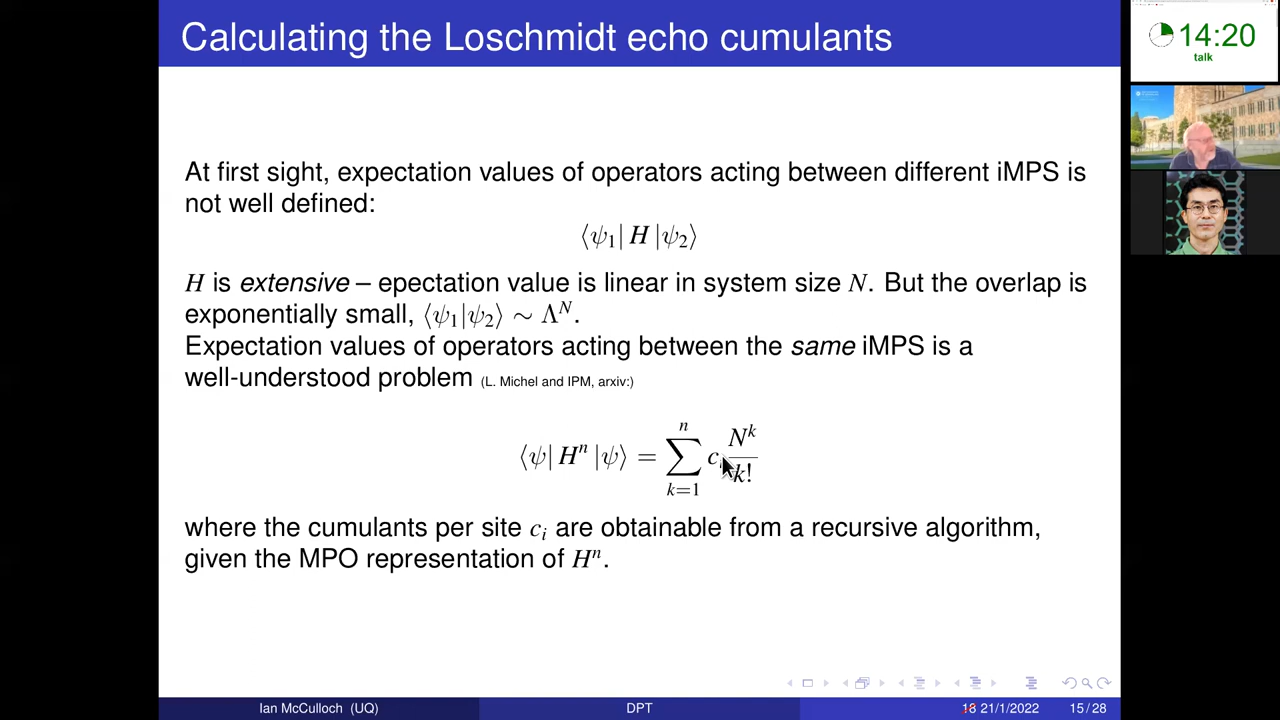 Calculating the Loschmidt echo cumulants
14:20
talk
At first sight, expectation values of operators acting between different iMPS is
not well defined:
⟨ψ₁| H |ψ₂⟩
H is extensive – epectation value is linear in system size N. But the overlap is
exponentially small, ⟨ψ₁|ψ₂⟩ ∼ Λᴺ.
Expectation values of operators acting between the same iMPS is a
well-understood problem (L. Michel and IPM, arxiv:)
⟨ψ| Hⁿ |ψ⟩ = ∑ₖ₌₁ⁿ c Nᵏ/k!
where the cumulants per site cᵢ are obtainable from a recursive algorithm,
given the MPO representation of Hⁿ.
Ian McCulloch (UQ) DPT 18 21/1/2022 15 / 28